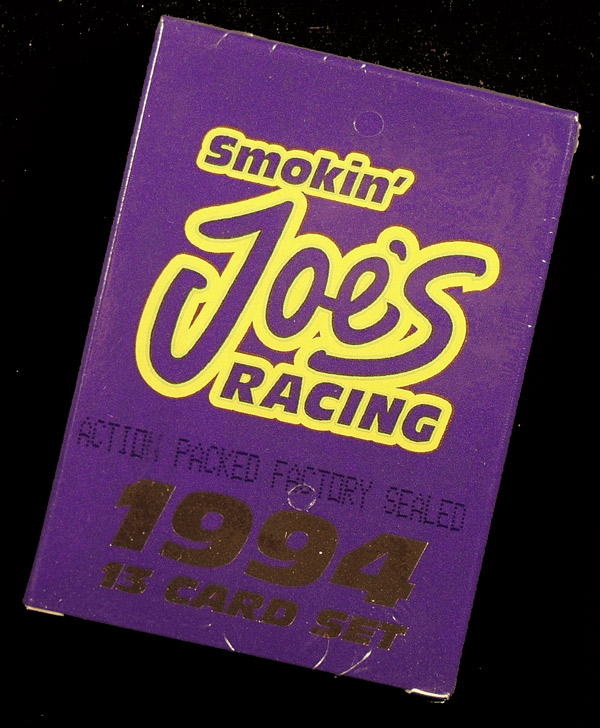 Smokin'
Joe's
RACING
ACTION PACKED FACTORY SEALED
1994
13 CARD SET